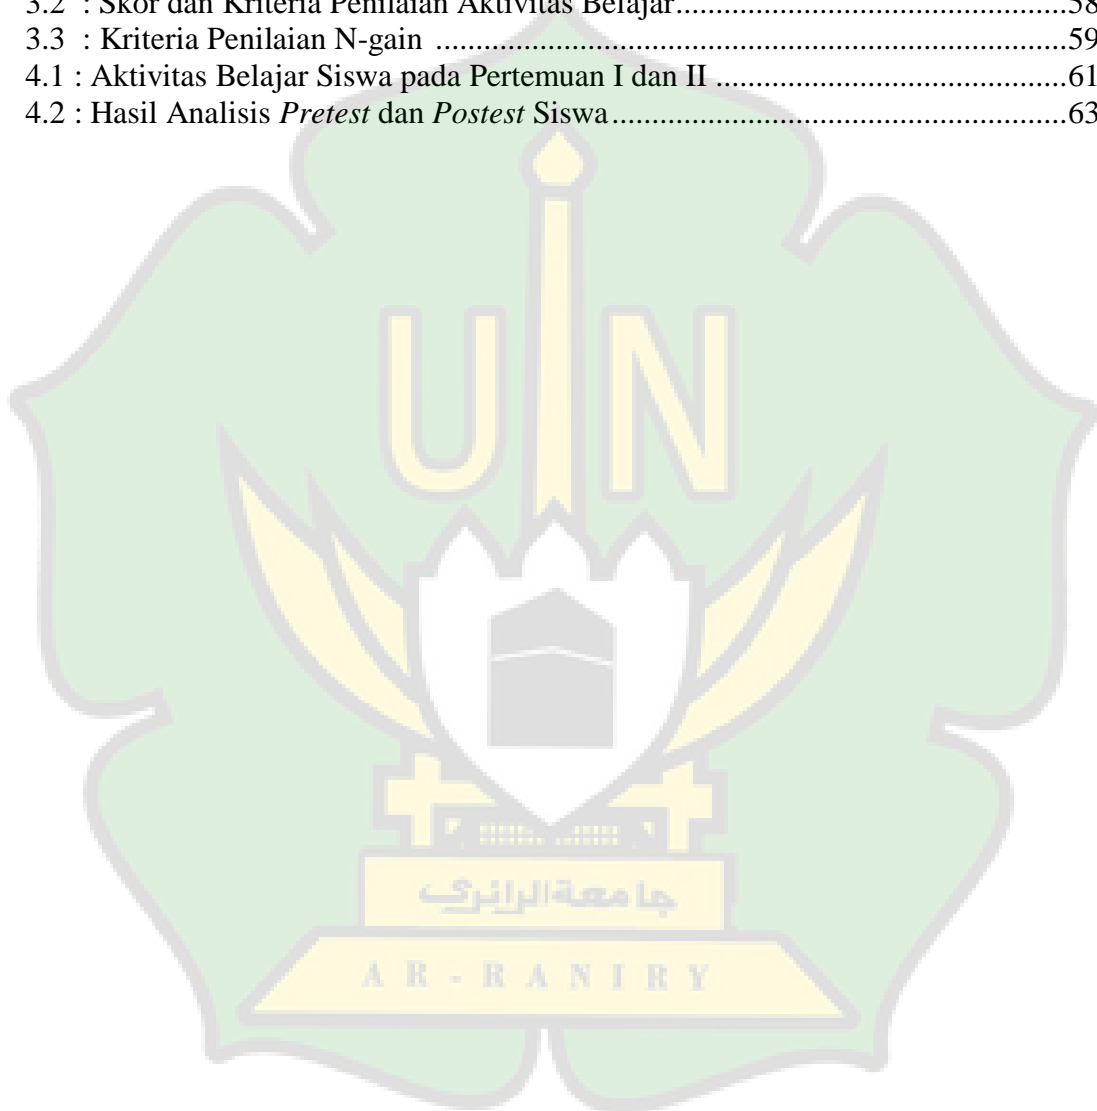 3.2 : Skor dan Kriteria Penilaian Aktivitas Belajar..................................................58
3.3 : Kriteria Penilaian N-gain ................................................................................59
4.1 : Aktivitas Belajar Siswa pada Pertemuan I dan II ............................................61
4.2 : Hasil Analisis Pretest dan Postest Siswa.........................................................63
UIN
جامعة الرانري
AR-RANIRY